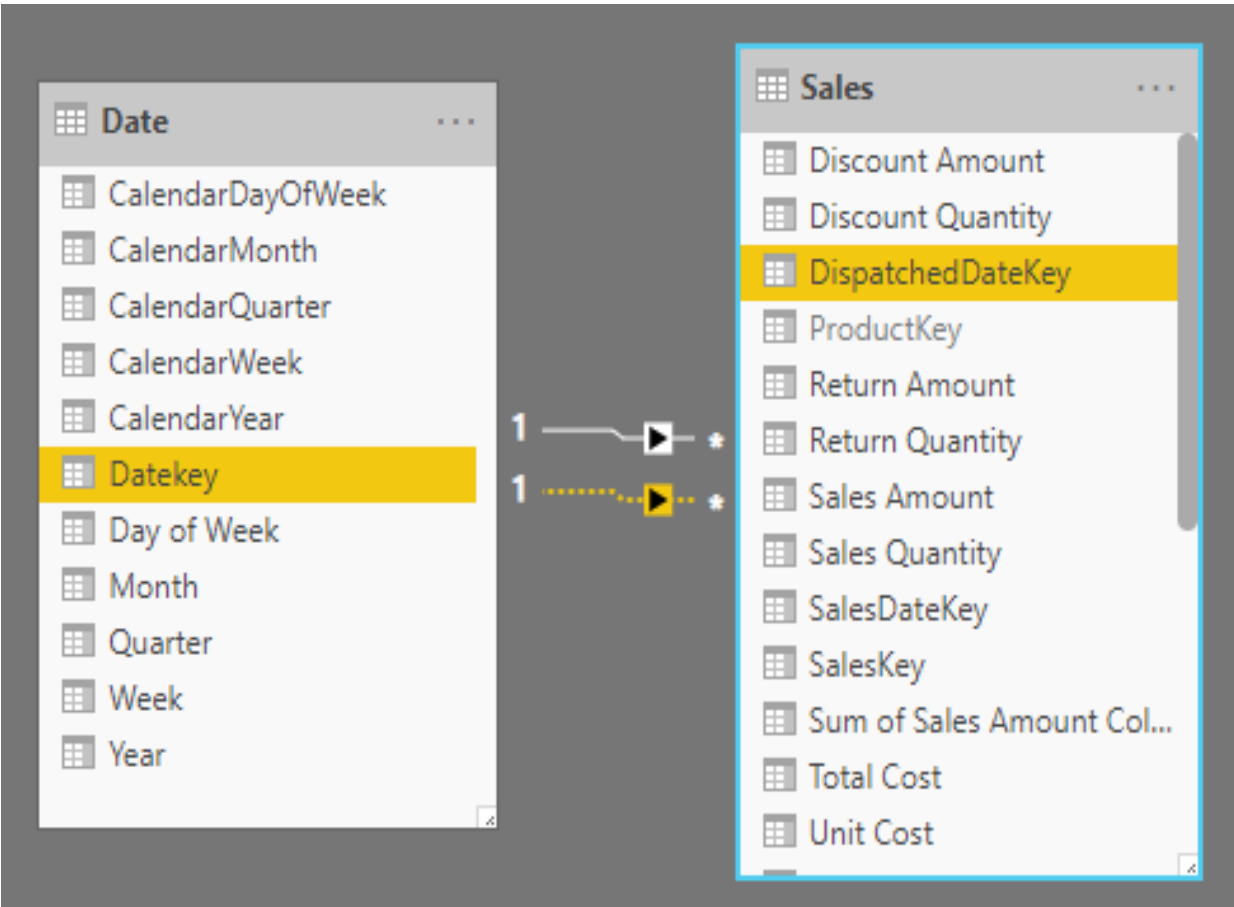 Date
CalendarDayOfWeek
CalendarMonth
CalendarQuarter
CalendarWeek
CalendarYear
Datekey
Day of Week
Month
Quarter
Week
Year
1 *
1 *
Sales
Discount Amount
Discount Quantity
DispatchedDateKey
ProductKey
Return Amount
Return Quantity
Sales Amount
Sales Quantity
SalesDateKey
SalesKey
Sum of Sales Amount Col...
Total Cost
Unit Cost